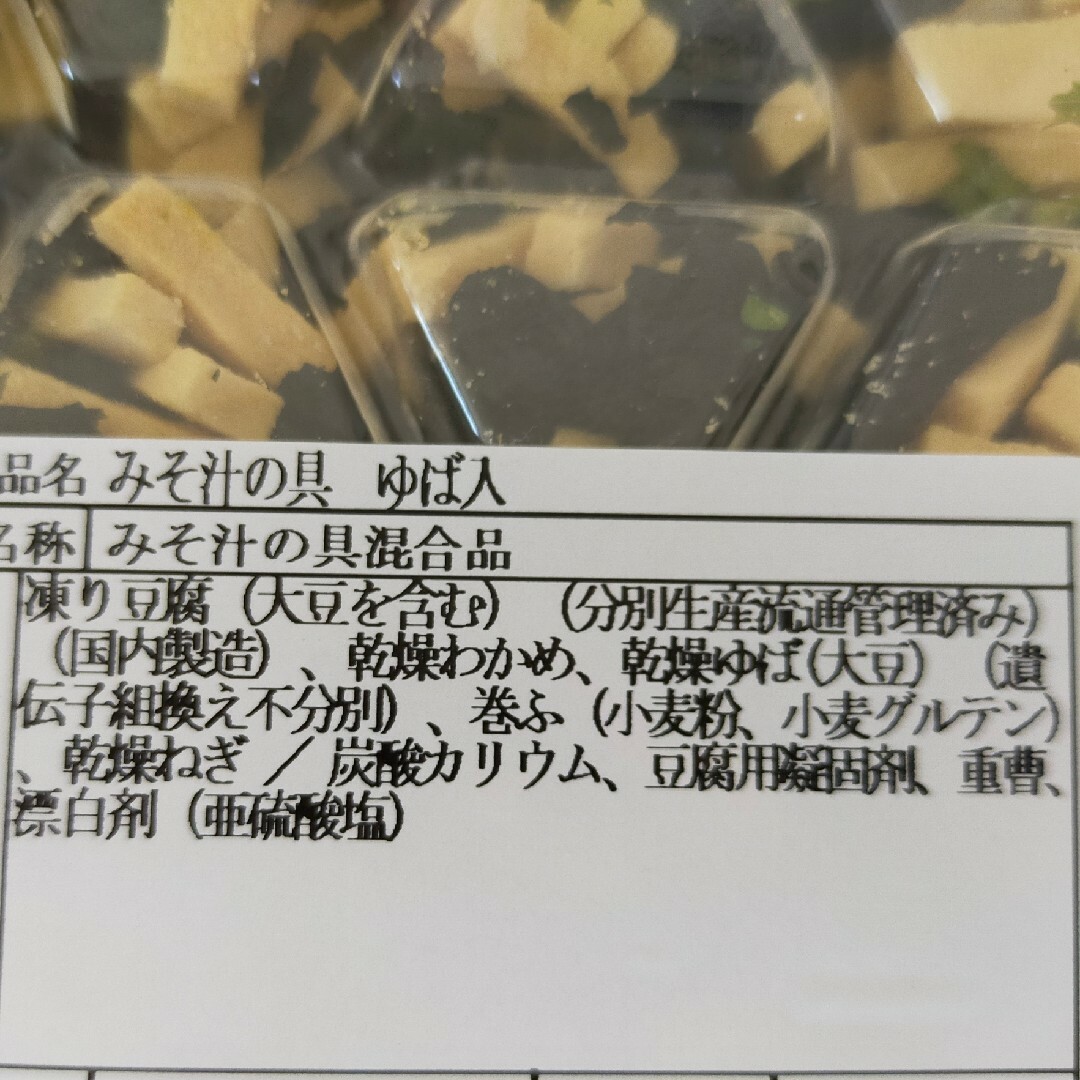 品名 みそ汁の具　ゆば入
名称 みそ汁の具混合品
凍り豆腐（大豆を含む）（分別生産流通管理済み）
（国内製造）、乾燥わかめ、乾燥ゆば（大豆）（遺
伝子組換え不分別）、巻ふ（小麦粉、小麦グルテン）
、乾燥ねぎ ／ 炭酸カリウム、豆腐用凝固剤、重曹、
漂白剤（亜硫酸塩）